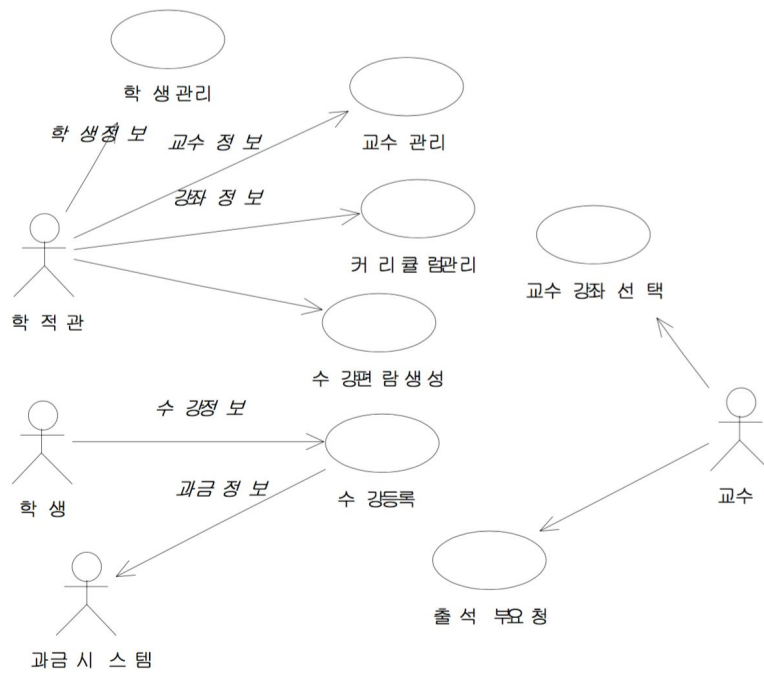 학 생관리
학 생정 보
교수 정 보
교수 관리
강좌 정 보
커 리 큘 럼관리
교수 강좌 선 택
학 적 관
수 강편 람 생 성
수 강정 보
수 강등록
학 생
과금 정 보
교수
출 석 부요 청
과금 시 스 템